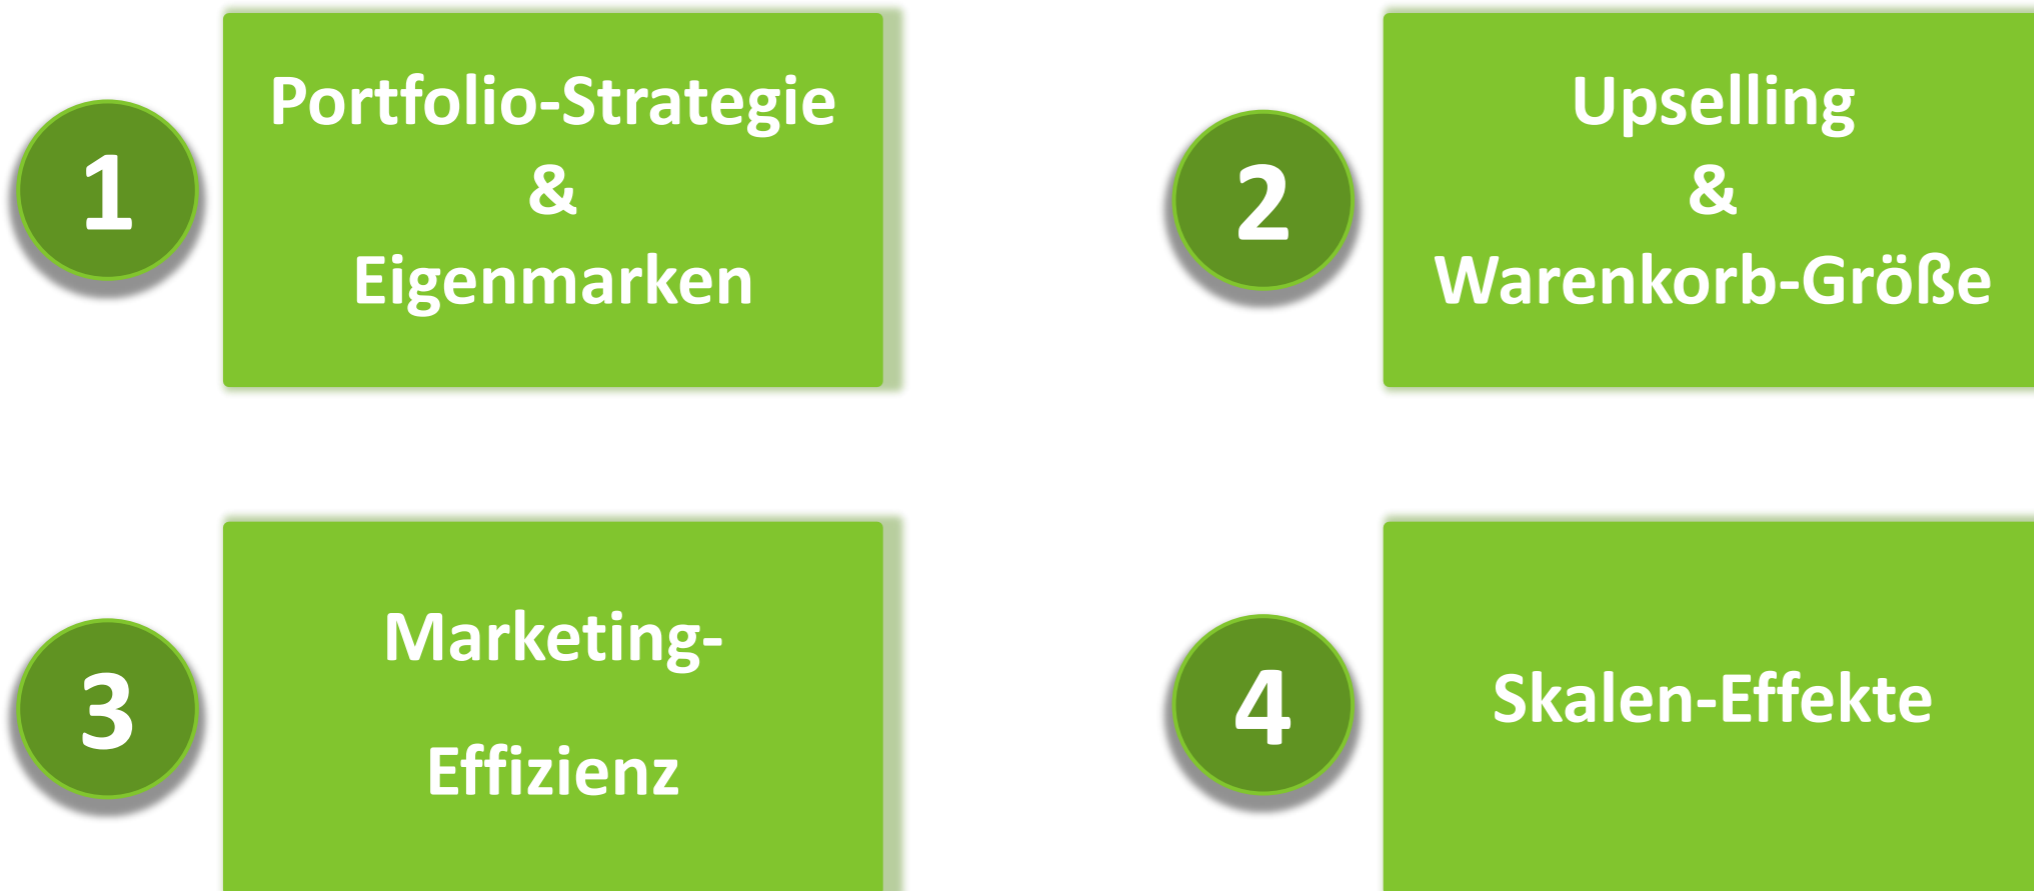 1
Portfolio-Strategie
&
Eigenmarken
2
Upselling
&
Warenkorb-Größe
3
Marketing-
Effizienz
4
Skalen-Effekte